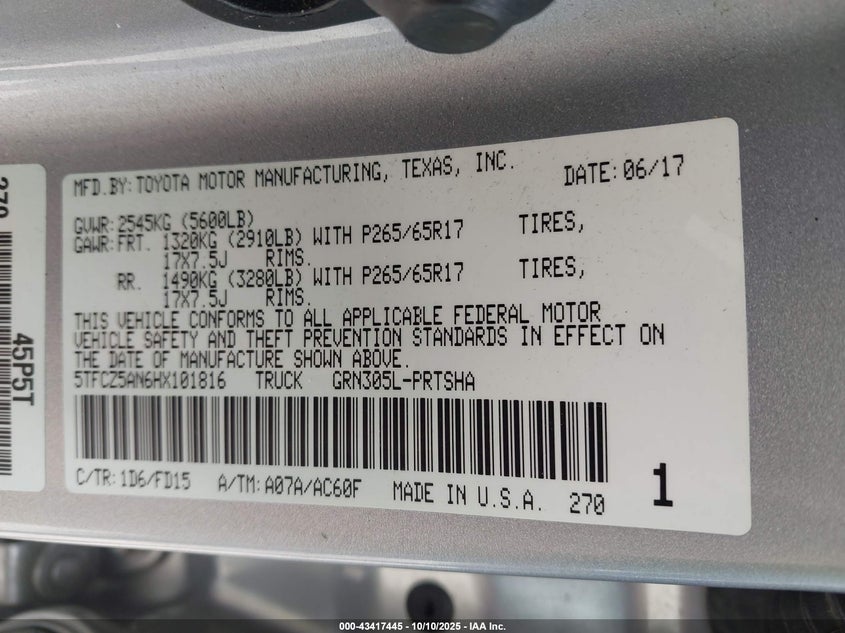 MFD.BY: TOYOTA MOTOR MANUFACTURING, TEXAS, INC. DATE: 06/17
GVWR: 2545KG (5600LB)
GAWR: FRT. 1320KG (2910LB) WITH P265/65R17 TIRES,
17X7.5J RIMS.
RR. 1490KG (3280LB) WITH P265/65R17 TIRES,
17X7.5J RIMS.
THIS VEHICLE CONFORMS TO ALL APPLICABLE FEDERAL MOTOR
VEHICLE SAFETY AND THEFT PREVENTION STANDARDS IN EFFECT ON
THE DATE OF MANUFACTURE SHOWN ABOVE.
5TFCZ5AN6HX101816 TRUCK GRN305L-PRTSHA
C/TR: 1D6/FD15 A/TM: A07A/AC60F MADE IN U.S.A. 270 1
270
45P5T
000-43417445 - 10/10/2025 - IAA Inc.